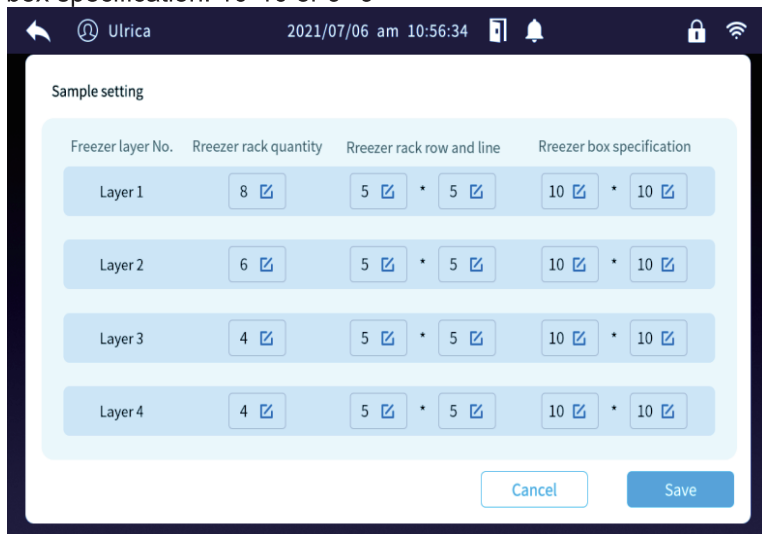 Ulrica 2021/07/06 am 10:56:34
Sample setting
Freezer layer No. Rreezer rack quantity Rreezer rack row and line Rreezer box specification
Layer 1 8 5 * 5 10 * 10
Layer 2 6 5 * 5 10 * 10
Layer 3 4 5 * 5 10 * 10
Layer 4 4 5 * 5 10 * 10
Cancel Save